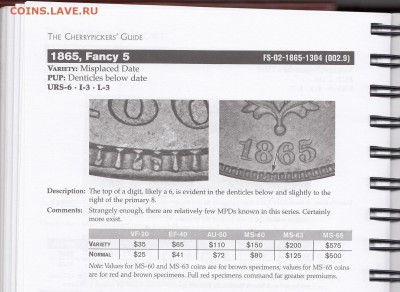 COINS.LAVE.RU
THE CHERRYPICKERS' GUIDE
1865, Fancy 5 FS-02-1865-1304 (002.9)
VARIETY: Misplaced Date
PUP: Denticles below date
URS-6 · I-3 · L-3
1865
Description: The top of a digit, likely a 6, is evident in the denticles below and slightly to the
right of the primary 8.
Comments: Strangely enough, there are relatively few MPDs known in this series. Certainly
more exist.
VF-20 EF-40 AU-50 MS-60 MS-63 MS-65
VARIETY $35 $65 $110 $150 $200 $575
NORMAL $25 $41 $72 $80 $125 $500
Note: Values for MS-60 and MS-63 coins are for brown specimens; values for MS-65 coins
are for red and brown specimens. Full red specimens command far greater premiums.